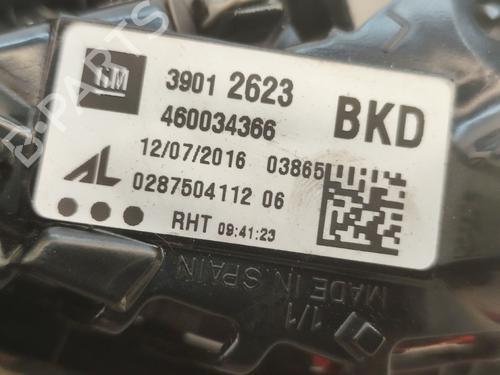 GM 3901 2623
460034366 BKD
12/07/2016 03865
AL 0287504112 06
RHT 09:41:23
MADE IN SPAIN
1/1
B-PARTS